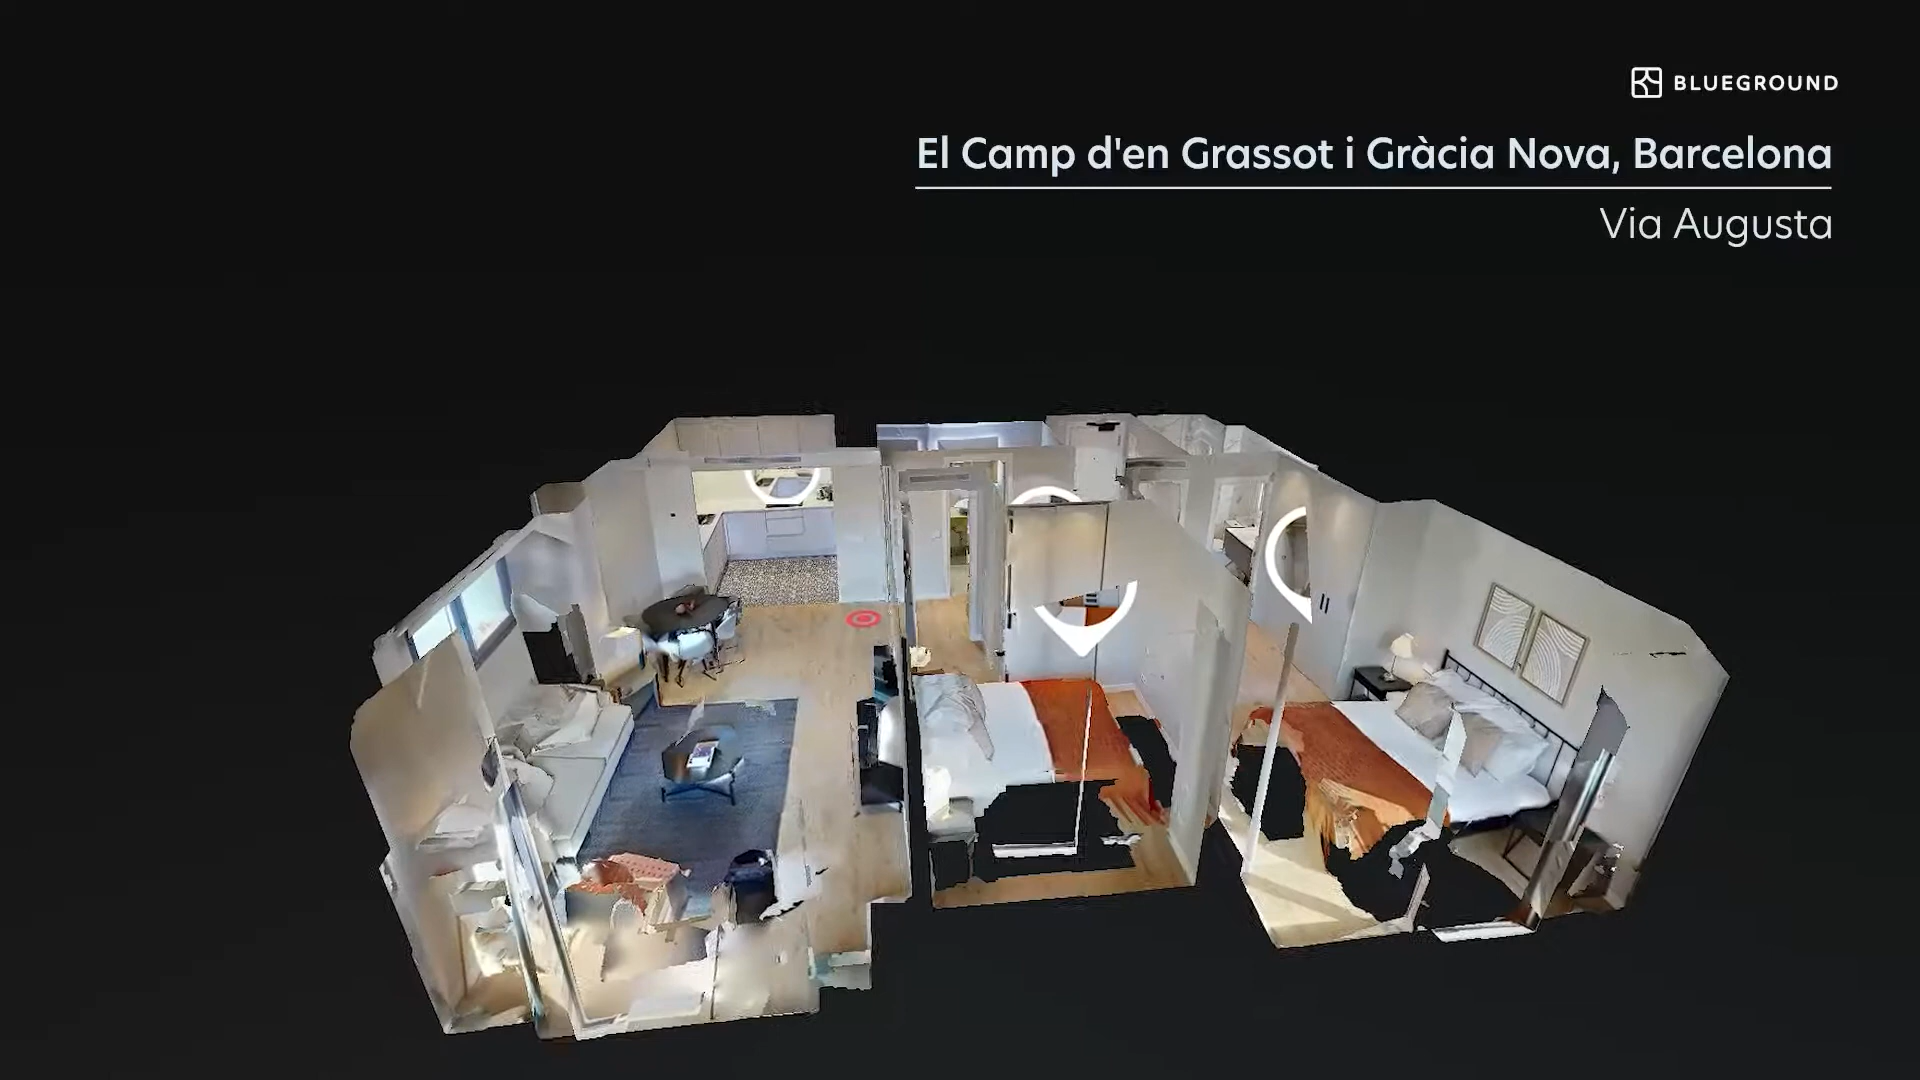 BLUEGROUND
El Camp d'en Grassot i Gràcia Nova, Barcelona
Via Augusta